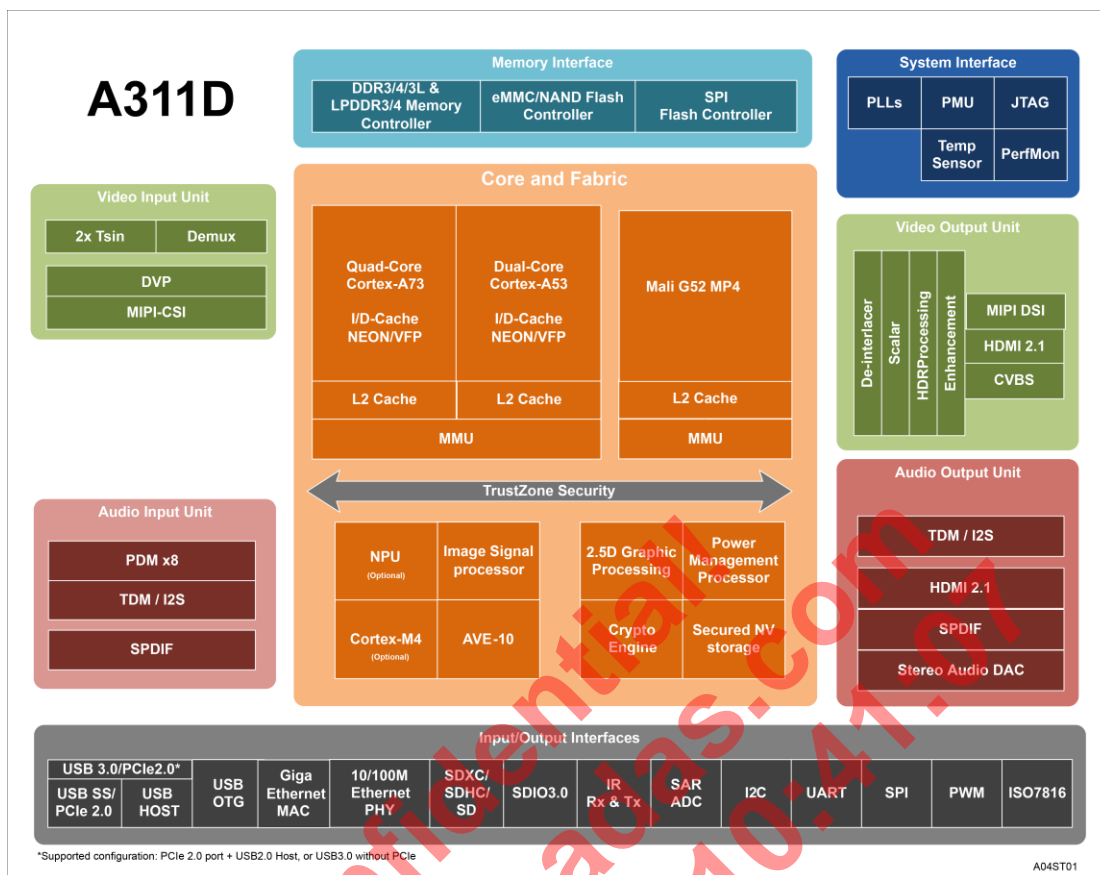 A311D
Memory Interface
DDR3/4/3L &
LPDDR3/4 Memory
Controller
eMMC/NAND Flash
Controller
SPI
Flash Controller
System Interface
PLLs
PMU
JTAG
Temp
Sensor
PerfMon
Video Input Unit
2x Tsin
Demux
DVP
MIPI-CSI
Core and Fabric
Quad-Core
Cortex-A73
I/D-Cache
NEON/VFP
Dual-Core
Cortex-A53
I/D-Cache
NEON/VFP
Mali G52 MP4
L2 Cache
L2 Cache
L2 Cache
MMU
MMU
TrustZone Security
NPU
(Optional)
Image Signal
processor
2.5D Graphic
Processing
Power
Management
Processor
Cortex-M4
(Optional)
AVE-10
Crypto
Engine
Secured NV
storage
Video Output Unit
De-interlacer
Scalar
HDRProcessing
Enhancement
MIPI DSI
HDMI 2.1
CVBS
Audio Input Unit
PDM x8
TDM / I2S
SPDIF
Audio Output Unit
TDM / I2S
HDMI 2.1
SPDIF
Stereo Audio DAC
Input/Output Interfaces
USB 3.0/PCIe2.0*
USB SS/
PCIe 2.0
USB
HOST
USB
OTG
Giga
Ethernet
MAC
10/100M
Ethernet
PHY
SDXC/
SDHC/
SD
SDIO3.0
IR
Rx & Tx
SAR
ADC
I2C
UART
SPI
PWM
ISO7816
*Supported configuration: PCIe 2.0 port + USB2.0 Host, or USB3.0 without PCIe
A04ST01